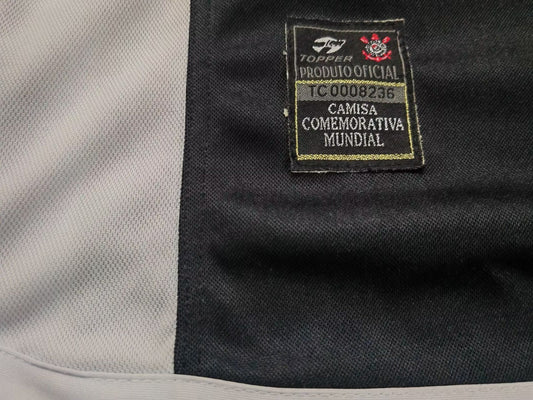 TOPPER
PRODUTO OFICIAL
TC 0008236
CAMISA
COMEMORATIVA
MUNDIAL